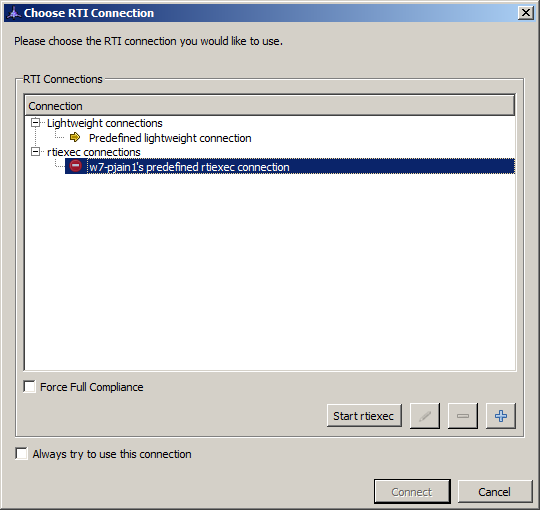 Choose RTI Connection
Please choose the RTI connection you would like to use.
RTI Connections
Connection
Lightweight connections
Predefined lightweight connection
rtiexec connections
w7-pjain1's predefined rtiexec connection
Force Full Compliance
Start rtiexec
Always try to use this connection
Connect
Cancel